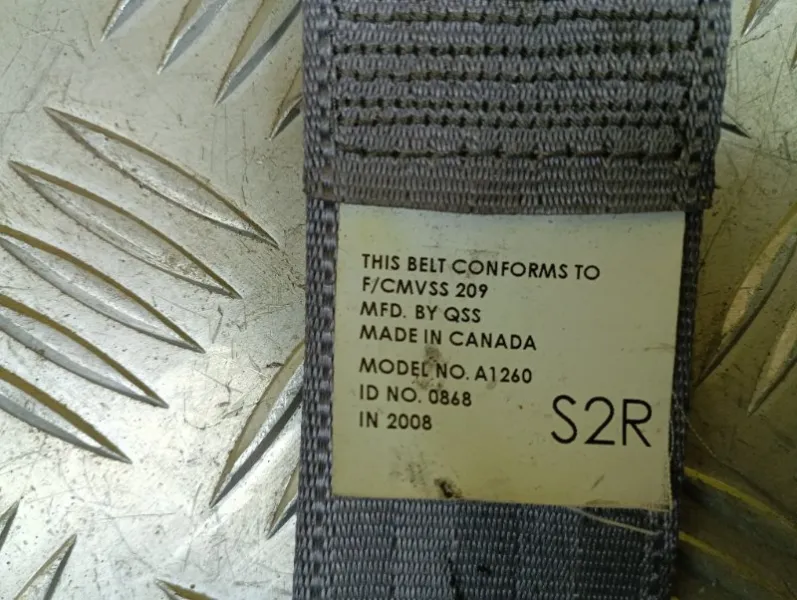 THIS BELT CONFORMS TO
F/CMVSS 209
MFD. BY QSS
MADE IN CANADA
MODEL NO. A1260
ID NO. 0868
IN 2008
S2R